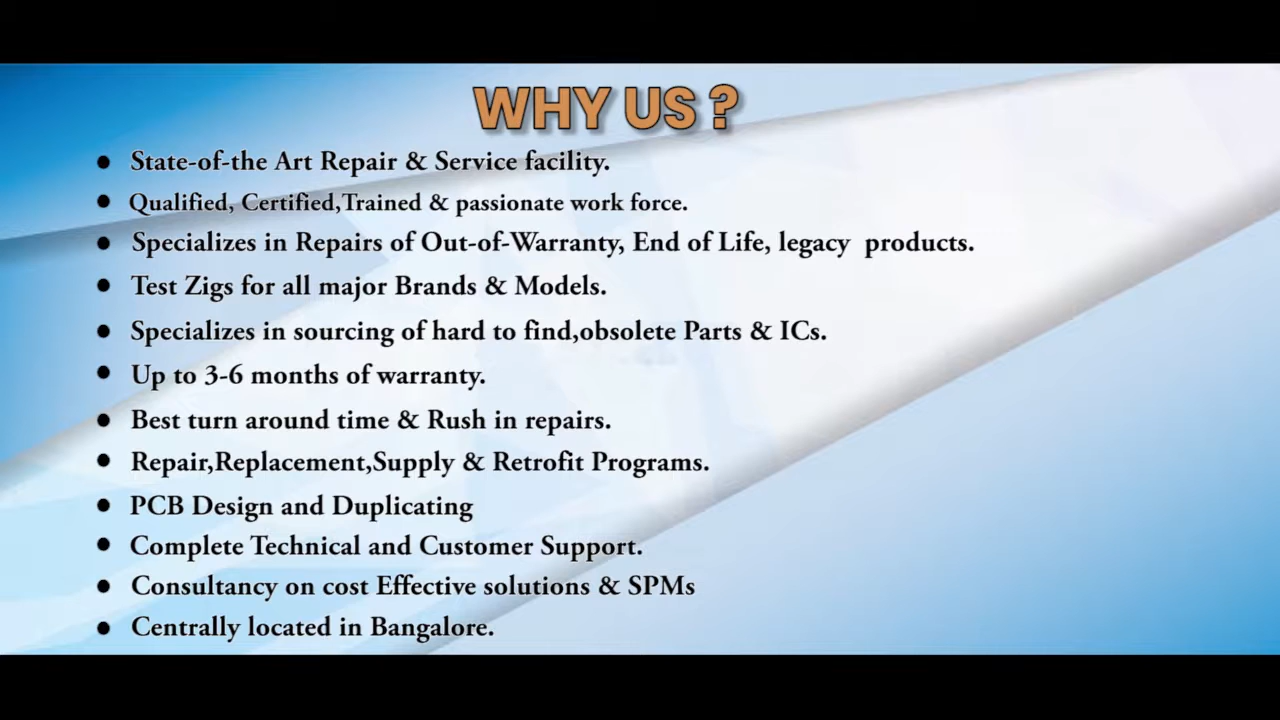 WHY US ?
● State-of-the Art Repair & Service facility.
● Qualified, Certified,Trained & passionate work force.
● Specializes in Repairs of Out-of-Warranty, End of Life, legacy  products.
● Test Zigs for all major Brands & Models.
● Specializes in sourcing of hard to find,obsolete Parts & ICs.
● Up to 3-6 months of warranty.
● Best turn around time & Rush in repairs.
● Repair,Replacement,Supply & Retrofit Programs.
● PCB Design and Duplicating
● Complete Technical and Customer Support.
● Consultancy on cost Effective solutions & SPMs
● Centrally located in Bangalore.